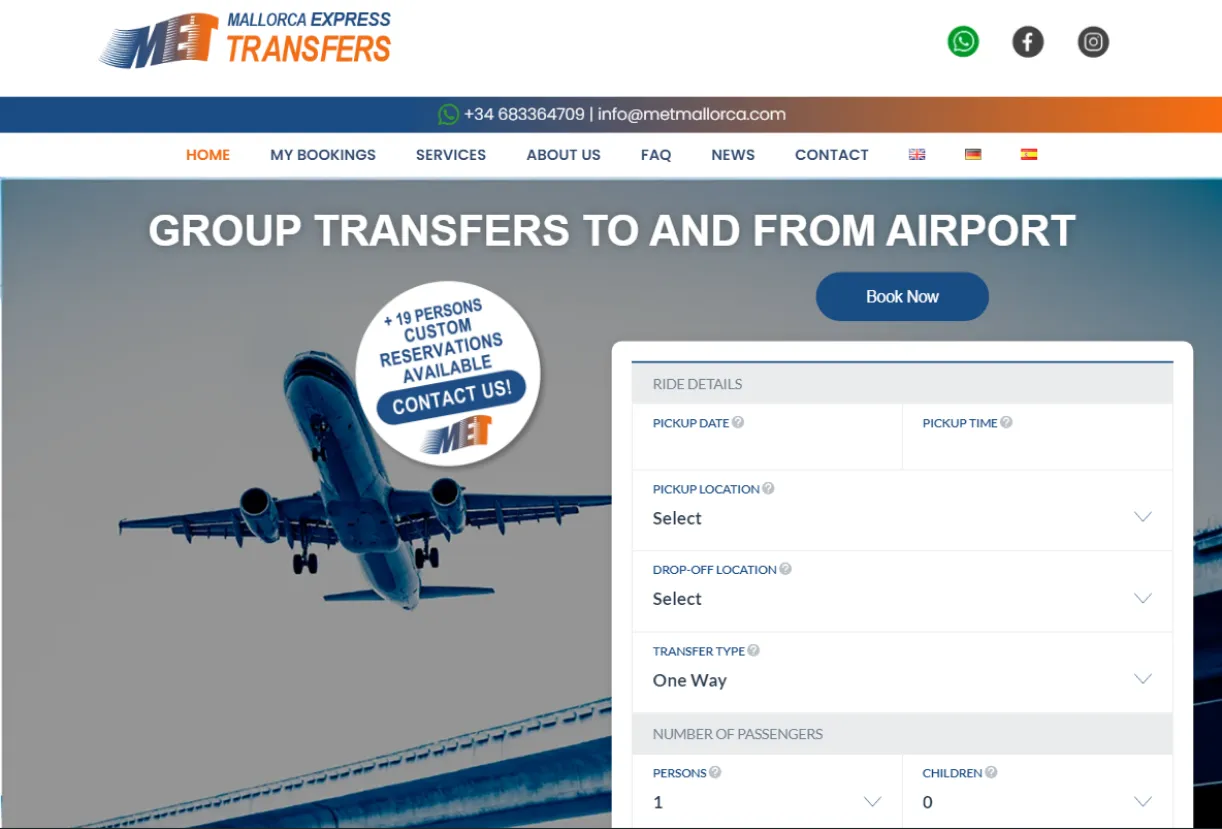 MET
MALLORCA EXPRESS
TRANSFERS
+34 683364709 | info@metmallorca.com
HOME
MY BOOKINGS
SERVICES
ABOUT US
FAQ
NEWS
CONTACT
GROUP TRANSFERS TO AND FROM AIRPORT
+ 19 PERSONS
CUSTOM
RESERVATIONS
AVAILABLE
CONTACT US!
MET
Book Now
RIDE DETAILS
PICKUP DATE ?
PICKUP TIME ?
PICKUP LOCATION ?
Select
DROP-OFF LOCATION ?
Select
TRANSFER TYPE ?
One Way
NUMBER OF PASSENGERS
PERSONS ?
1
CHILDREN ?
0